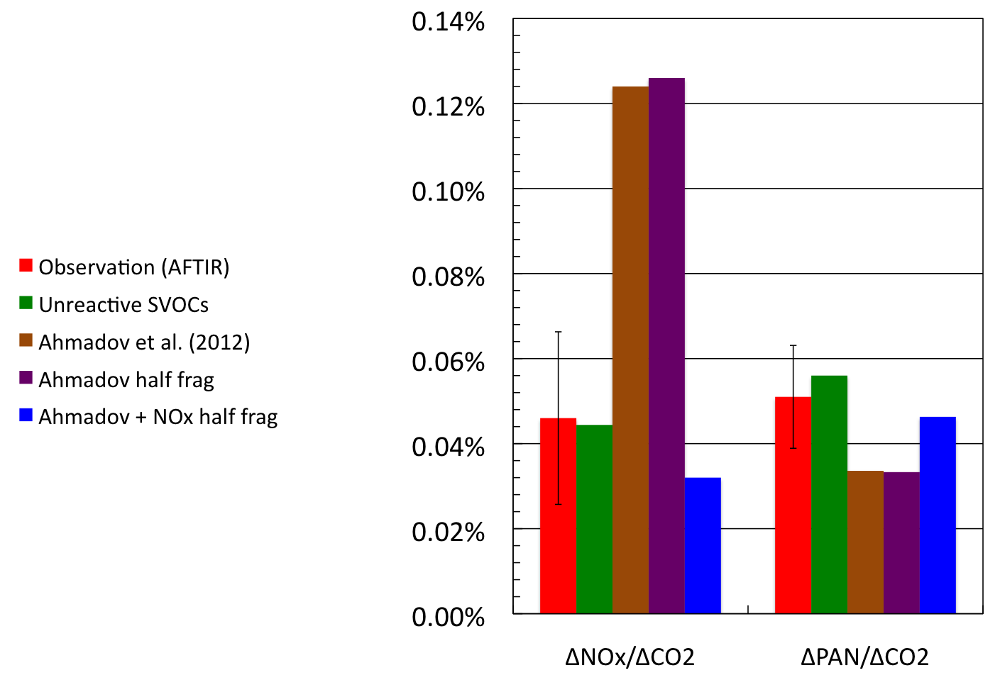 0.14%
0.12%
0.10%
0.08%
0.06%
0.04%
0.02%
0.00%
Observation (AFTIR)
Unreactive SVOCs
Ahmadov et al. (2012)
Ahmadov half frag
Ahmadov + NOx half frag
ΔNOx/ΔCO2
ΔPAN/ΔCO2